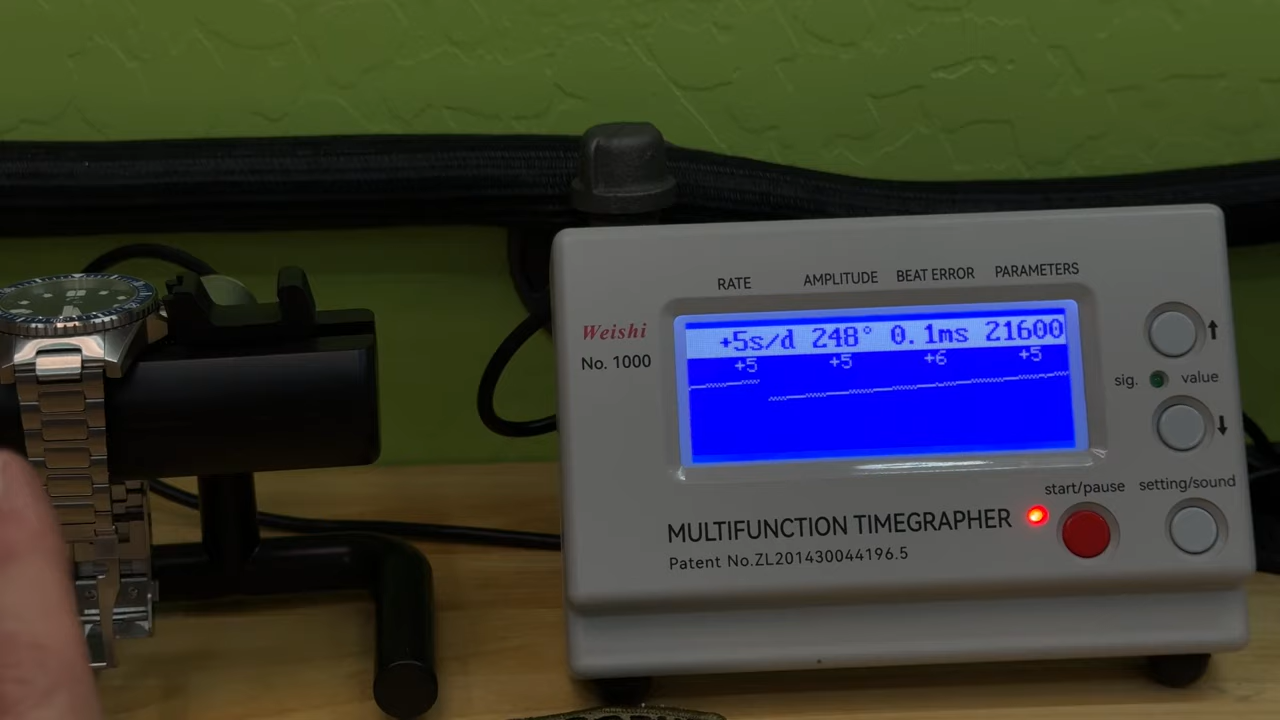 RATE AMPLITUDE BEAT ERROR PARAMETERS
Weishi
No. 1000
+5s/d 248° 0.1ms 21600
+5 +5 +6 +5
sig. value
start/pause setting/sound
MULTIFUNCTION TIMEGRAPHER
Patent No.ZL201430044196.5